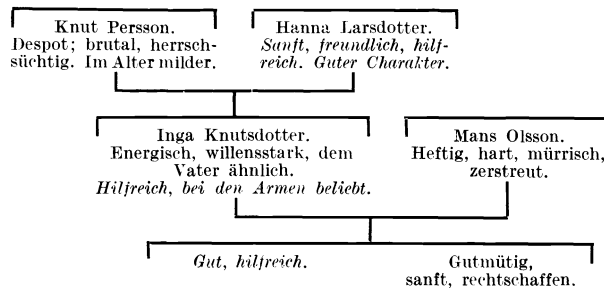 Knut Persson.
Despot; brutal, herrsch-
süchtig. Im Alter milder.
Hanna Larsdotter.
Sanft, freundlich, hilf-
reich. Guter Charakter.
Inga Knutsdotter.
Energisch, willensstark, dem
Vater ähnlich.
Hilfreich, bei den Armen beliebt.
Mans Olsson.
Heftig, hart, mürrisch,
zerstreut.
Gut, hilfreich.
Gutmütig,
sanft, rechtschaffen.